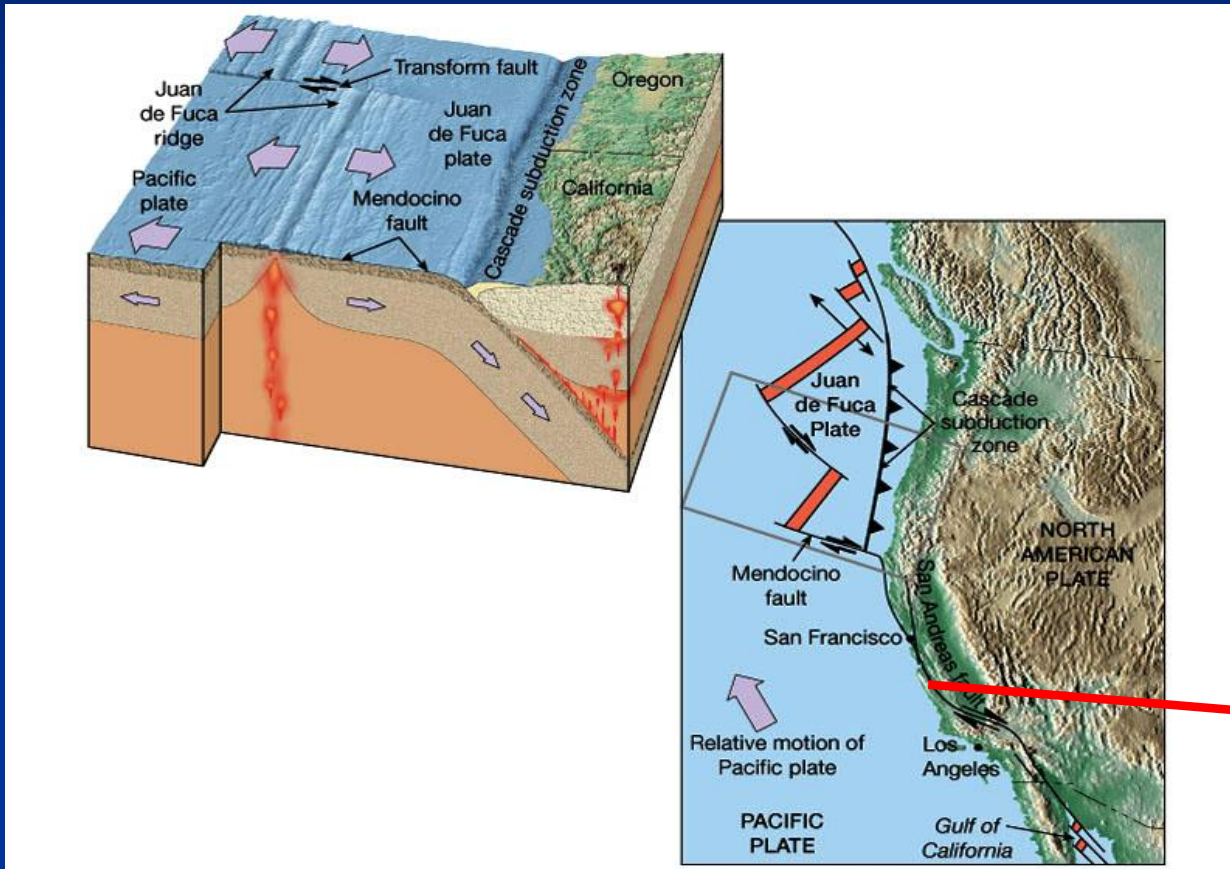 Transform fault
Oregon
Juan
de Fuca
ridge
Juan
de Fuca
plate
Cascade subduction zone
California
Pacific
plate
Mendocino
fault
Juan
de Fuca
Plate
Cascade
subduction
zone
NORTH
AMERICAN
PLATE
Mendocino
fault
San Andreas fault
San Francisco
Relative motion of
Pacific plate
Los
Angeles
PACIFIC
PLATE
Gulf of
California